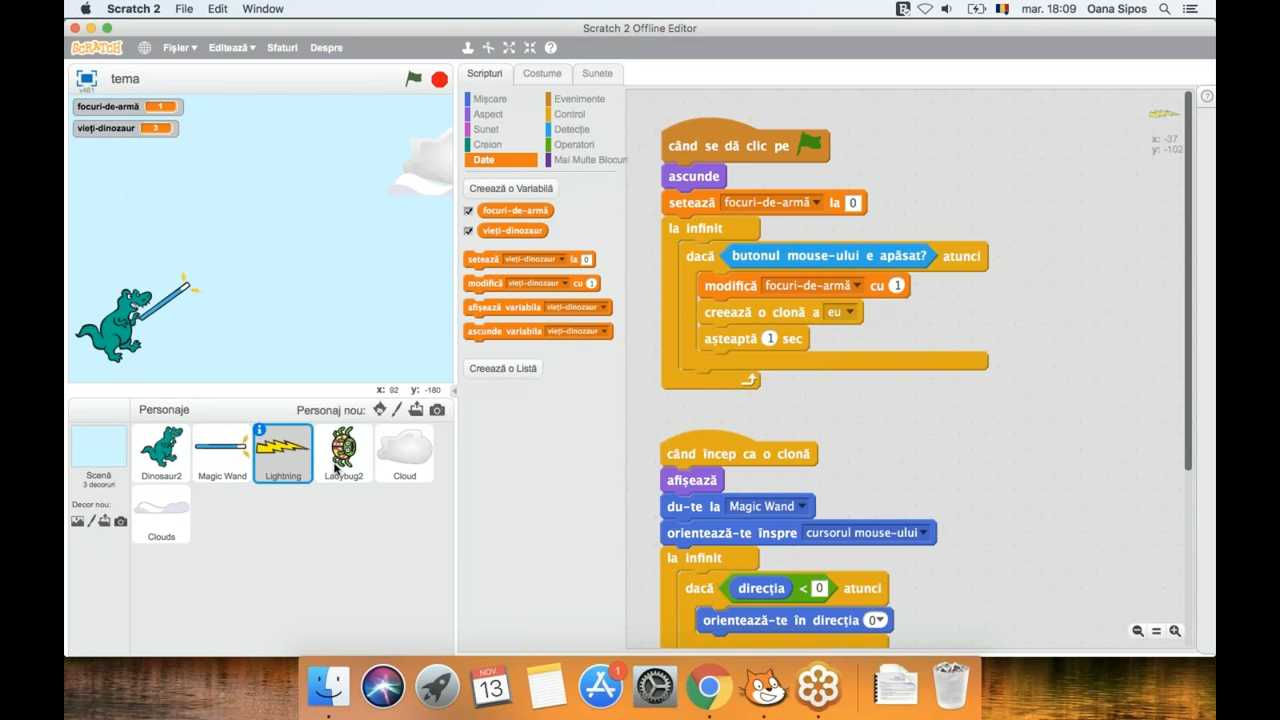 Scratch 2 File Edit Window mar. 18:09 Oana Sipos
Scratch 2 Offline Editor
SCRATCH Fișier Editează Sfaturi Despre
v461 tema
Scripturi Costume Sunete
focuri-de-armă 1
vieți-dinozaur 3
Mișcare Evenimente
Aspect Control
Sunet Detecție
Creion Operatori
Date Mai Multe Blocuri
Creează o Variabilă
focuri-de-armă
vieți-dinozaur
setează vieți-dinozaur la 0
modifică vieți-dinozaur cu 1
afișează variabila vieți-dinozaur
ascunde variabila vieți-dinozaur
Creează o Listă
când se dă clic pe
ascunde
setează focuri-de-armă la 0
la infinit
dacă butonul mouse-ului e apăsat? atunci
modifică focuri-de-armă cu 1
creează o clonă a eu
așteaptă 1 sec
când încep ca o clonă
afișează
du-te la Magic Wand
orientează-te înspre cursorul mouse-ului
la infinit
dacă direcția < 0 atunci
orientează-te în direcția 0
x: -37
y: -102
x: 92 y: -180
Personaje Personaj nou:
Scenă
3 decoruri
Decor nou:
Dinosaur2 Magic Wand Lightning Ladybug2 Cloud
Clouds
NOV
13
1